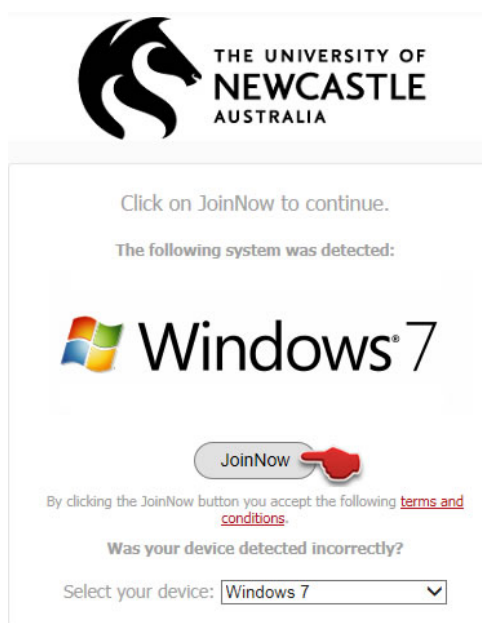 THE UNIVERSITY OF
NEWCASTLE
AUSTRALIA
Click on JoinNow to continue.
The following system was detected:
Windows® 7
JoinNow
By clicking the JoinNow button you accept the following terms and
conditions.
Was your device detected incorrectly?
Select your device: Windows 7